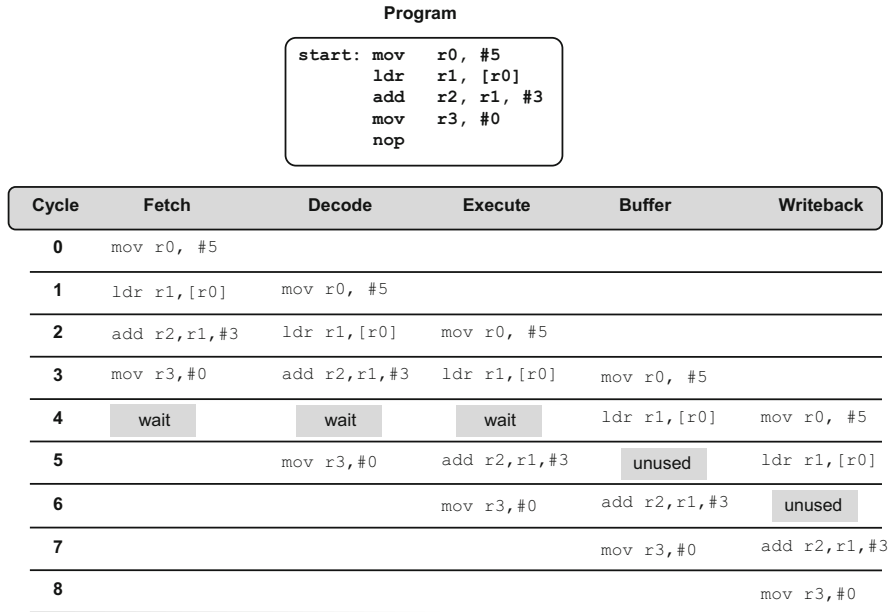 Program
start: mov r0, #5
ldr r1, [r0]
add r2, r1, #3
mov r3, #0
nop
Cycle Fetch Decode Execute Buffer Writeback
0 mov r0, #5
1 ldr r1,[r0] mov r0, #5
2 add r2,r1,#3 ldr r1,[r0] mov r0, #5
3 mov r3,#0 add r2,r1,#3 ldr r1,[r0] mov r0, #5
4 wait wait wait ldr r1,[r0] mov r0, #5
5 mov r3,#0 add r2,r1,#3 unused ldr r1,[r0]
6 mov r3,#0 add r2,r1,#3 unused
7 mov r3,#0 add r2,r1,#3
8 mov r3,#0